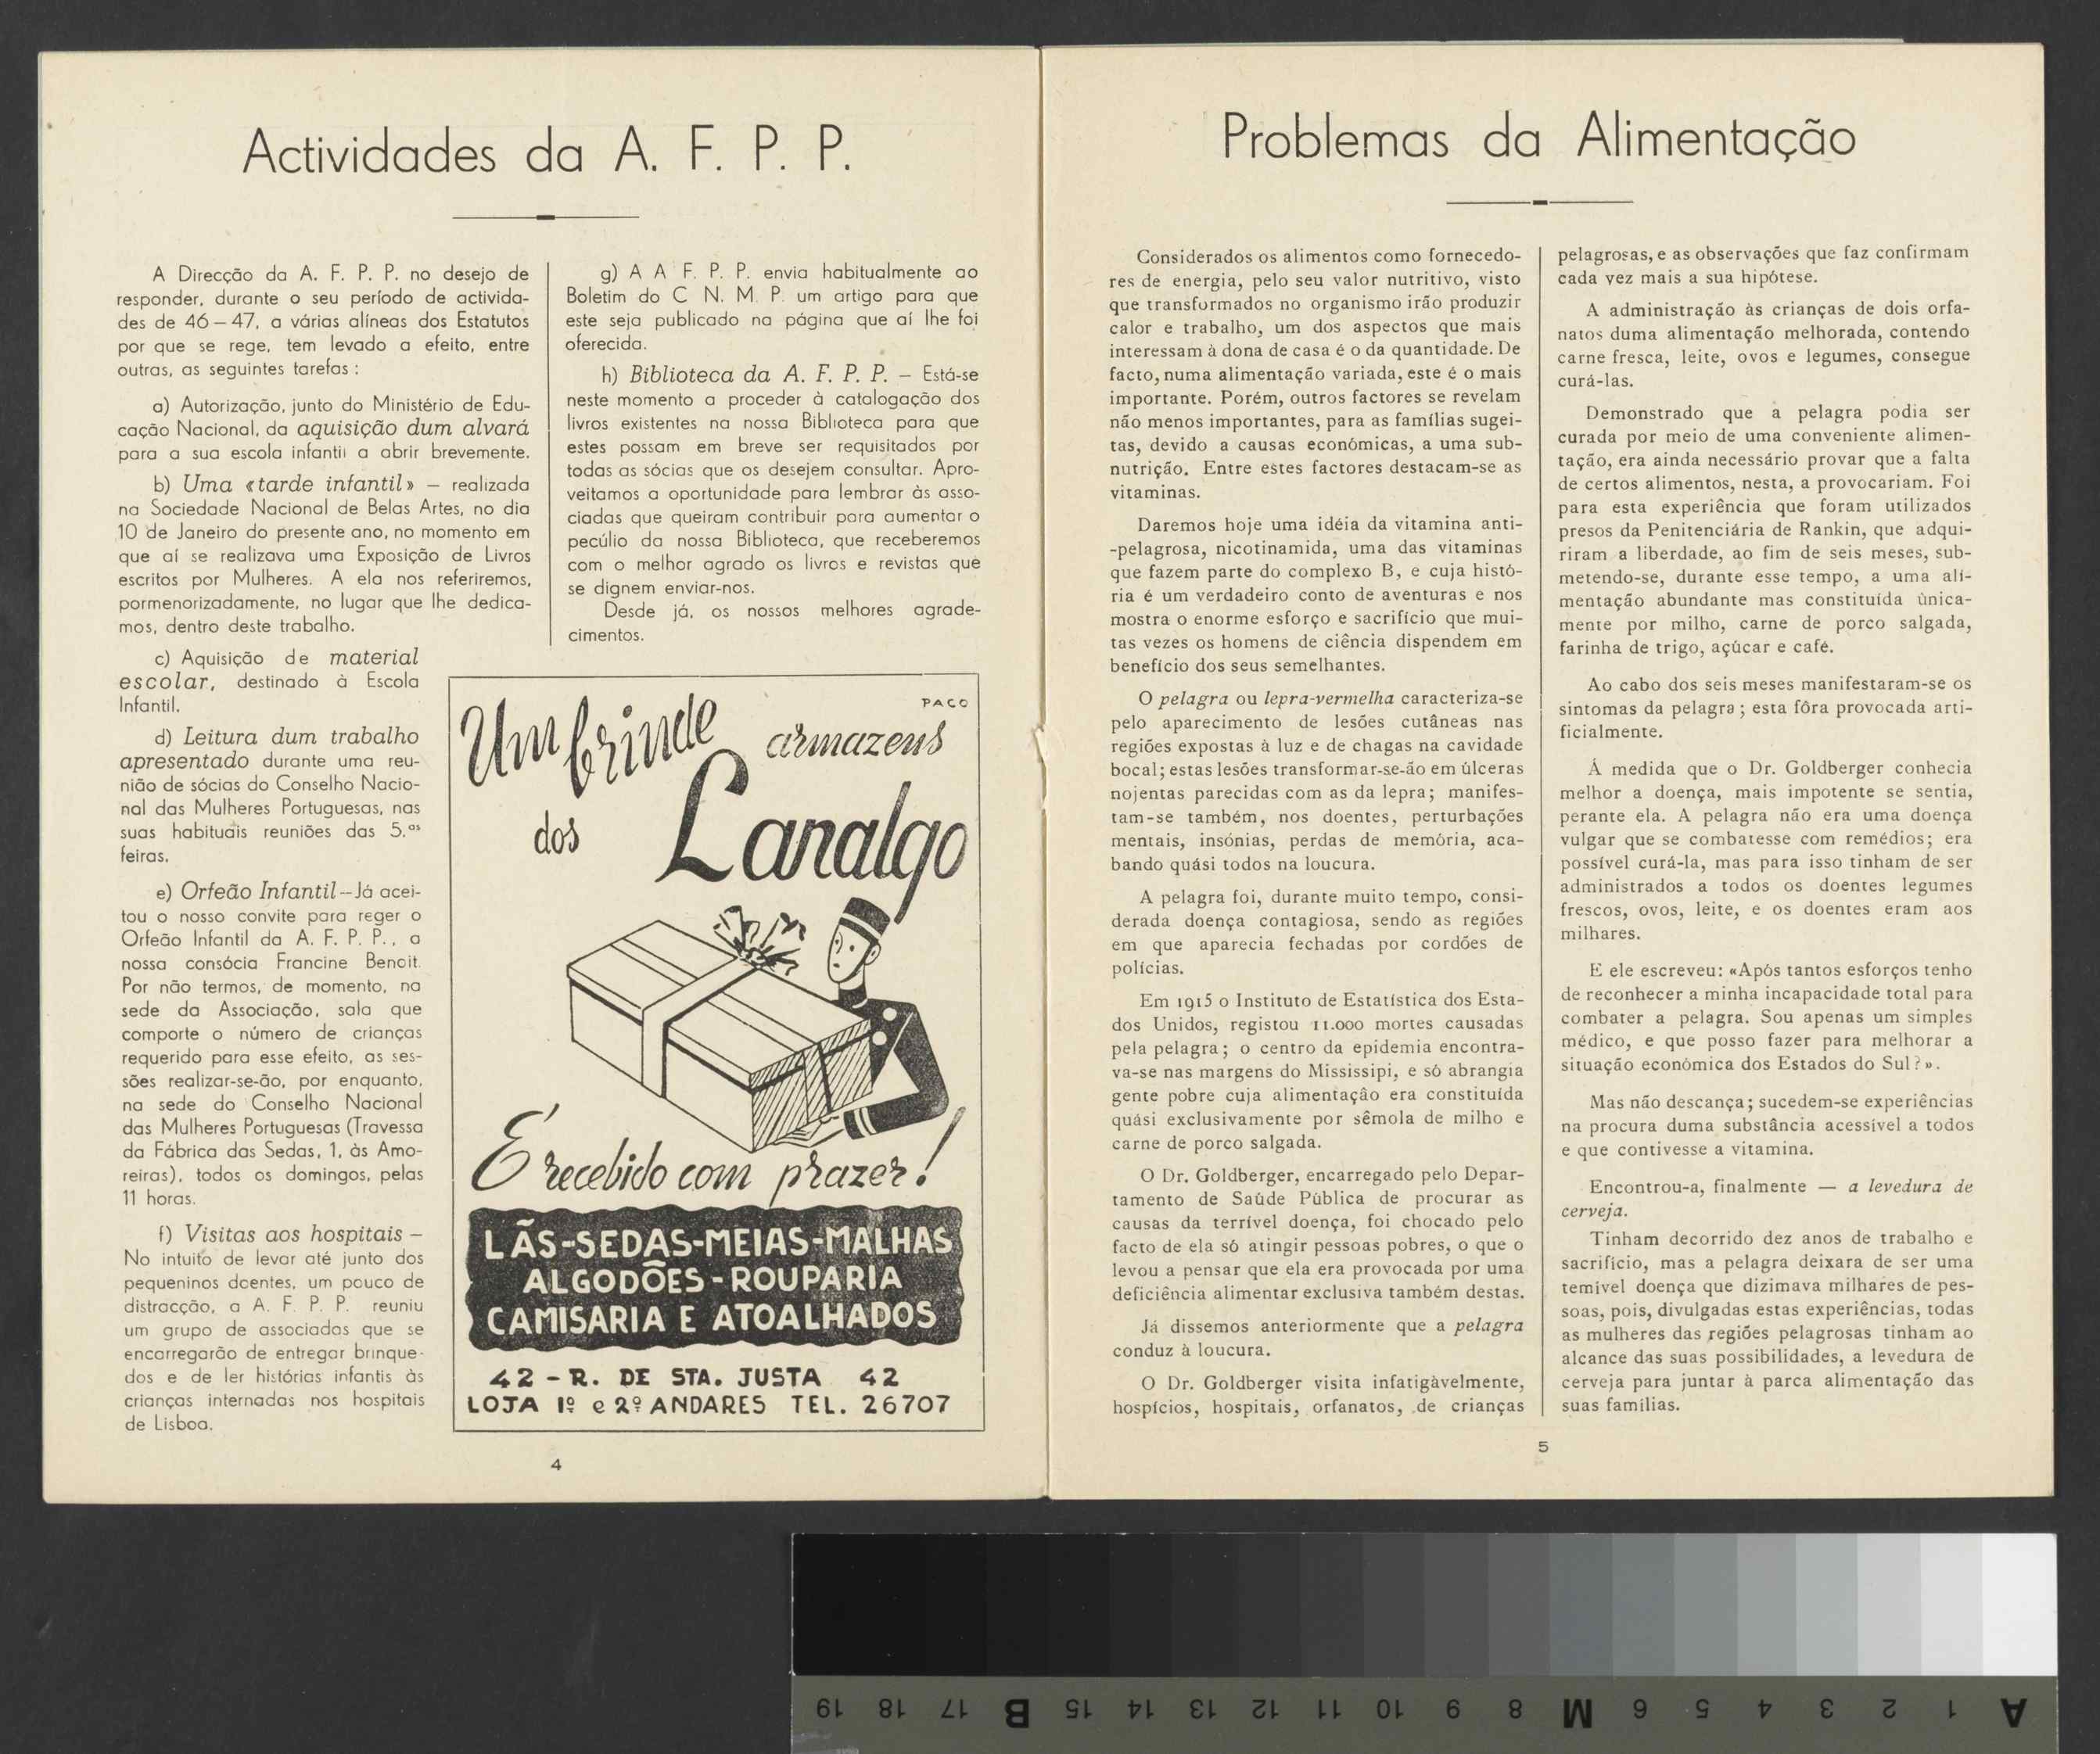 Actividades da A. F. P. P.
A Direcção da A. F. P. P. no desejo de
responder, durante o seu período de activida-
des de 46 — 47, a várias alíneas dos Estatutos
por que se rege, tem levado a efeito, entre
outras, as seguintes tarefas :
a) Autorização, junto do Ministério de Edu-
cação Nacional, da aquisição dum alvará
para a sua escola infantil a abrir brevemente.
b) Uma «tarde infantil» — realizada
na Sociedade Nacional de Belas Artes, no dia
10 de Janeiro do presente ano, no momento em
que aí se realizava uma Exposição de Livros
escritos por Mulheres. A ela nos referiremos,
pormenorizadamente, no lugar que lhe dedica-
mos, dentro deste trabalho.
c) Aquisição de material
escolar, destinado à Escola
Infantil.
d) Leitura dum trabalho
apresentado durante uma reu-
nião de sócias do Conselho Nacio-
nal das Mulheres Portuguesas, nas
suas habituais reuniões das 5.as
feiras.
e) Orfeão Infantil — Já acei-
tou o nosso convite para reger o
Orfeão Infantil da A. F. P. P., a
nossa consócia Francine Benoit.
Por não termos, de momento, na
sede da Associação, sala que
comporte o número de crianças
requerido para esse efeito, as ses-
sões realizar-se-ão, por enquanto,
na sede do Conselho Nacional
das Mulheres Portuguesas (Travessa
da Fábrica das Sedas, 1, às Amo-
reiras), todos os domingos, pelas
11 horas.
f) Visitas aos hospitais —
No intuito de levar até junto dos
pequeninos doentes, um pouco de
distracção, a A. F. P. P. reuniu
um grupo de associadas que se
encarregarão de entregar brinque-
dos e de ler histórias infantis às
crianças internadas nos hospitais
de Lisboa.
g) A A F. P. P. envia habitualmente ao
Boletim do C N. M. P. um artigo para que
este seja publicado na página que aí lhe foi
oferecida.
h) Biblioteca da A. F. P. P. — Está-se
neste momento a proceder à catalogação dos
livros existentes na nossa Biblioteca para que
estes possam em breve ser requisitados por
todas as sócias que os desejem consultar. Apro-
veitamos a oportunidade para lembrar às asso-
ciadas que queiram contribuir para aumentar o
pecúlio da nossa Biblioteca, que receberemos
com o melhor agrado os livros e revistas que
se dignem enviar-nos.
Desde já, os nossos melhores agrade-
cimentos.
PACO
Um brinde
dos armazens
Lanalgo
É recebido com prazer!
LÃS-SEDAS-MEIAS-MALHAS
ALGODÕES-ROUPARIA
CAMISARIA E ATOALHADOS
42 - R. DE STA. JUSTA 42
LOJA 1º e 2º ANDARES TEL. 26707
4
Problemas da Alimentação
Considerados os alimentos como fornecedo-
res de energia, pelo seu valor nutritivo, visto
que transformados no organismo irão produzir
calor e trabalho, um dos aspectos que mais
interessam à dona de casa é o da quantidade. De
facto, numa alimentação variada, este é o mais
importante. Porém, outros factores se revelam
não menos importantes, para as famílias sugei-
tas, devido a causas económicas, a uma sub-
nutrição. Entre estes factores destacam-se as
vitaminas.
Daremos hoje uma idéia da vitamina anti-
-pelagrosa, nicotinamida, uma das vitaminas
que fazem parte do complexo B, e cuja histó-
ria é um verdadeiro conto de aventuras e nos
mostra o enorme esforço e sacrifício que mui-
tas vezes os homens de ciência dispendem em
benefício dos seus semelhantes.
O pelagra ou lepra-vermelha caracteriza-se
pelo aparecimento de lesões cutâneas nas
regiões expostas à luz e de chagas na cavidade
bocal; estas lesões transformar-se-ão em úlceras
nojentas parecidas com as da lepra; manifes-
tam-se também, nos doentes, perturbações
mentais, insónias, perdas de memória, aca-
bando quási todos na loucura.
A pelagra foi, durante muito tempo, consi-
derada doença contagiosa, sendo as regiões
em que aparecia fechadas por cordões de
polícias.
Em 1915 o Instituto de Estatística dos Esta-
dos Unidos, registou 11.000 mortes causadas
pela pelagra; o centro da epidemia encontra-
va-se nas margens do Mississipi, e só abrangia
gente pobre cuja alimentação era constituída
quási exclusivamente por sêmola de milho e
carne de porco salgada.
O Dr. Goldberger, encarregado pelo Depar-
tamento de Saúde Pública de procurar as
causas da terrível doença, foi chocado pelo
facto de ela só atingir pessoas pobres, o que o
levou a pensar que ela era provocada por uma
deficiência alimentar exclusiva também destas.
Já dissemos anteriormente que a pelagra
conduz à loucura.
O Dr. Goldberger visita infatigàvelmente,
hospícios, hospitais, orfanatos, de crianças
pelagrosas, e as observações que faz confirmam
cada vez mais a sua hipótese.
A administração às crianças de dois orfa-
natos duma alimentação melhorada, contendo
carne fresca, leite, ovos e legumes, consegue
curá-las.
Demonstrado que a pelagra podia ser
curada por meio de uma conveniente alimen-
tação, era ainda necessário provar que a falta
de certos alimentos, nesta, a provocariam. Foi
para esta experiência que foram utilizados
presos da Penitenciária de Rankin, que adqui-
riram a liberdade, ao fim de seis meses, sub-
metendo-se, durante esse tempo, a uma ali-
mentação abundante mas constituída ùnica-
mente por milho, carne de porco salgada,
farinha de trigo, açúcar e café.
Ao cabo dos seis meses manifestaram-se os
sintomas da pelagra ; esta fôra provocada arti-
ficialmente.
Á medida que o Dr. Goldberger conhecia
melhor a doença, mais impotente se sentia,
perante ela. A pelagra não era uma doença
vulgar que se combatesse com remédios; era
possível curá-la, mas para isso tinham de ser
administrados a todos os doentes legumes
frescos, ovos, leite, e os doentes eram aos
milhares.
E ele escreveu: «Após tantos esforços tenho
de reconhecer a minha incapacidade total para
combater a pelagra. Sou apenas um simples
médico, e que posso fazer para melhorar a
situação económica dos Estados do Sul?».
Mas não descança; sucedem-se experiências
na procura duma substância acessível a todos
e que contivesse a vitamina.
Encontrou-a, finalmente — a levedura de
cerveja.
Tinham decorrido dez anos de trabalho e
sacrifício, mas a pelagra deixara de ser uma
temivel doença que dizimava milhares de pes-
soas, pois, divulgadas estas experiências, todas
as mulheres das regiões pelagrosas tinham ao
alcance das suas possibilidades, a levedura de
cerveja para juntar à parca alimentação das
suas famílias.
5
A 1 2 3 4 5 6 M 8 9 10 11 12 13 14 15 B 17 18 19